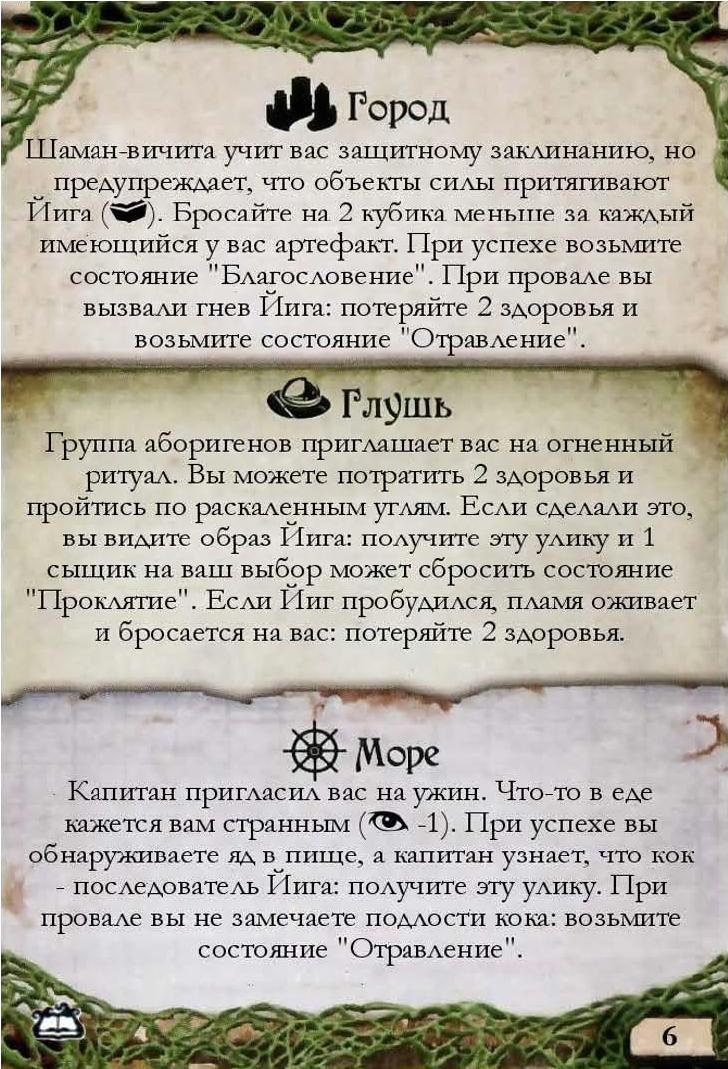 Город
Шаман-вичита учит вас защитному заклинанию, но
предупреждает, что объекты силы притягивают
Йига ( ). Бросайте на 2 кубика меньше за каждый
имеющийся у вас артефакт. При успехе возьмите
состояние "Благословение". При провале вы
вызвали гнев Йига: потеряйте 2 здоровья и
возьмите состояние "Отравление".
Глушь
Группа аборигенов приглашает вас на огненный
ритуал. Вы можете потратить 2 здоровья и
пройтись по раскаленным углям. Если сделали это,
вы видите образ Йига: получите эту улику и 1
сыщик на ваш выбор может сбросить состояние
"Проклятие". Если Йиг пробудился, пламя оживает
и бросается на вас: потеряйте 2 здоровья.
Море
Капитан пригласил вас на ужин. Что-то в еде
кажется вам странным ( -1). При успехе вы
обнаруживаете яд в пище, а капитан узнает, что кок
- последователь Йига: получите эту улику. При
провале вы не замечаете подлости кока: возьмите
состояние "Отравление".
6